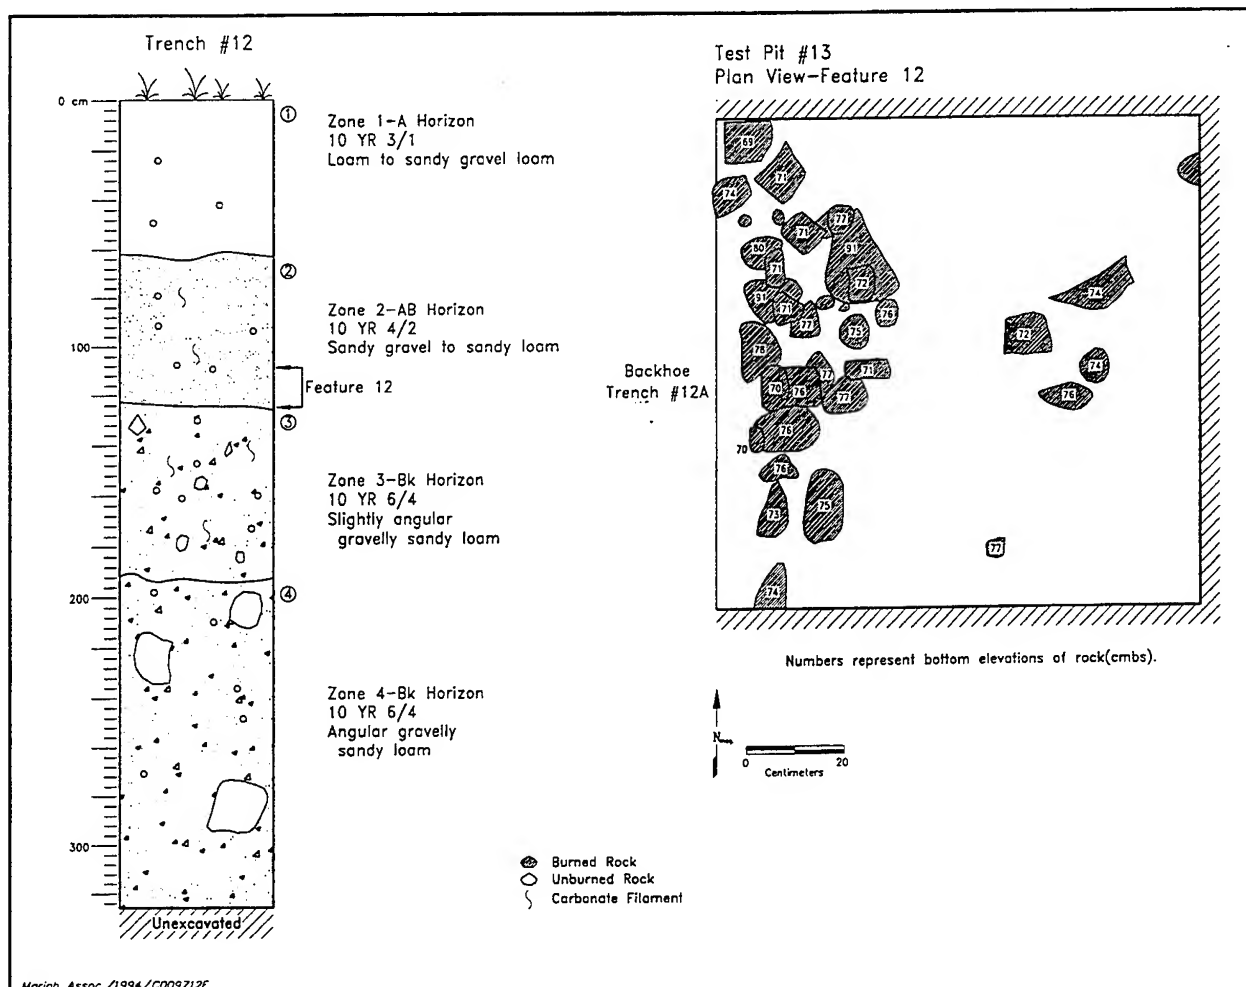 Trench #12
0 cm
100
200
300
①
Zone 1-A Horizon
10 YR 3/1
Loam to sandy gravel loam
②
Zone 2-AB Horizon
10 YR 4/2
Sandy gravel to sandy loam
Feature 12
③
Zone 3-Bk Horizon
10 YR 6/4
Slightly angular
gravelly sandy loam
④
Zone 4-Bk Horizon
10 YR 6/4
Angular gravelly
sandy loam
Unexcavated
Test Pit #13
Plan View-Feature 12
69
71
74
71
77
80
91
71
72
91
71
77
76
75
78
77
71
70
76
77
76
70
76
73
75
74
74
72
74
76
77
Backhoe
Trench #12A
Numbers represent bottom elevations of rock(cmbs).
0 20
Centimeters
Burned Rock
Unburned Rock
Carbonate Filament
Mariah Assoc./1994/